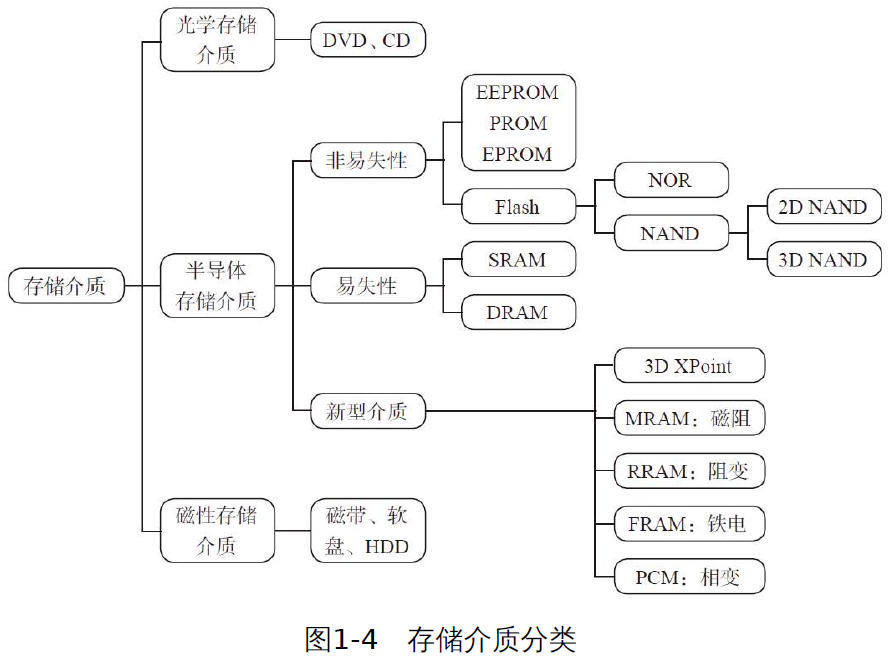 光学存储
介质
DVD、CD
EEPROM
PROM
EPROM
非易失性
Flash
NOR
NAND
2D NAND
3D NAND
存储介质
半导体
存储介质
易失性
SRAM
DRAM
新型介质
3D XPoint
MRAM：磁阻
RRAM：阻变
FRAM：铁电
PCM：相变
磁性存储
介质
磁带、软
盘、HDD
图1-4 存储介质分类